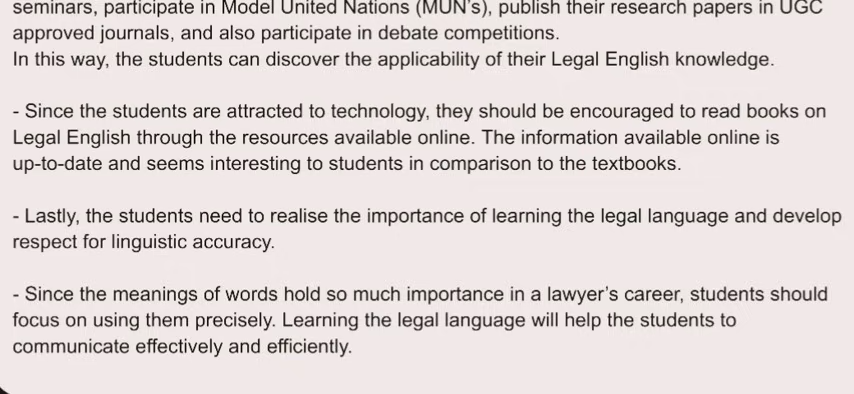 seminars, participate in Model United Nations (MUN's), publish their research papers in UGC
approved journals, and also participate in debate competitions.
In this way, the students can discover the applicability of their Legal English knowledge.
- Since the students are attracted to technology, they should be encouraged to read books on
Legal English through the resources available online. The information available online is
up-to-date and seems interesting to students in comparison to the textbooks.
- Lastly, the students need to realise the importance of learning the legal language and develop
respect for linguistic accuracy.
- Since the meanings of words hold so much importance in a lawyer's career, students should
focus on using them precisely. Learning the legal language will help the students to
communicate effectively and efficiently.